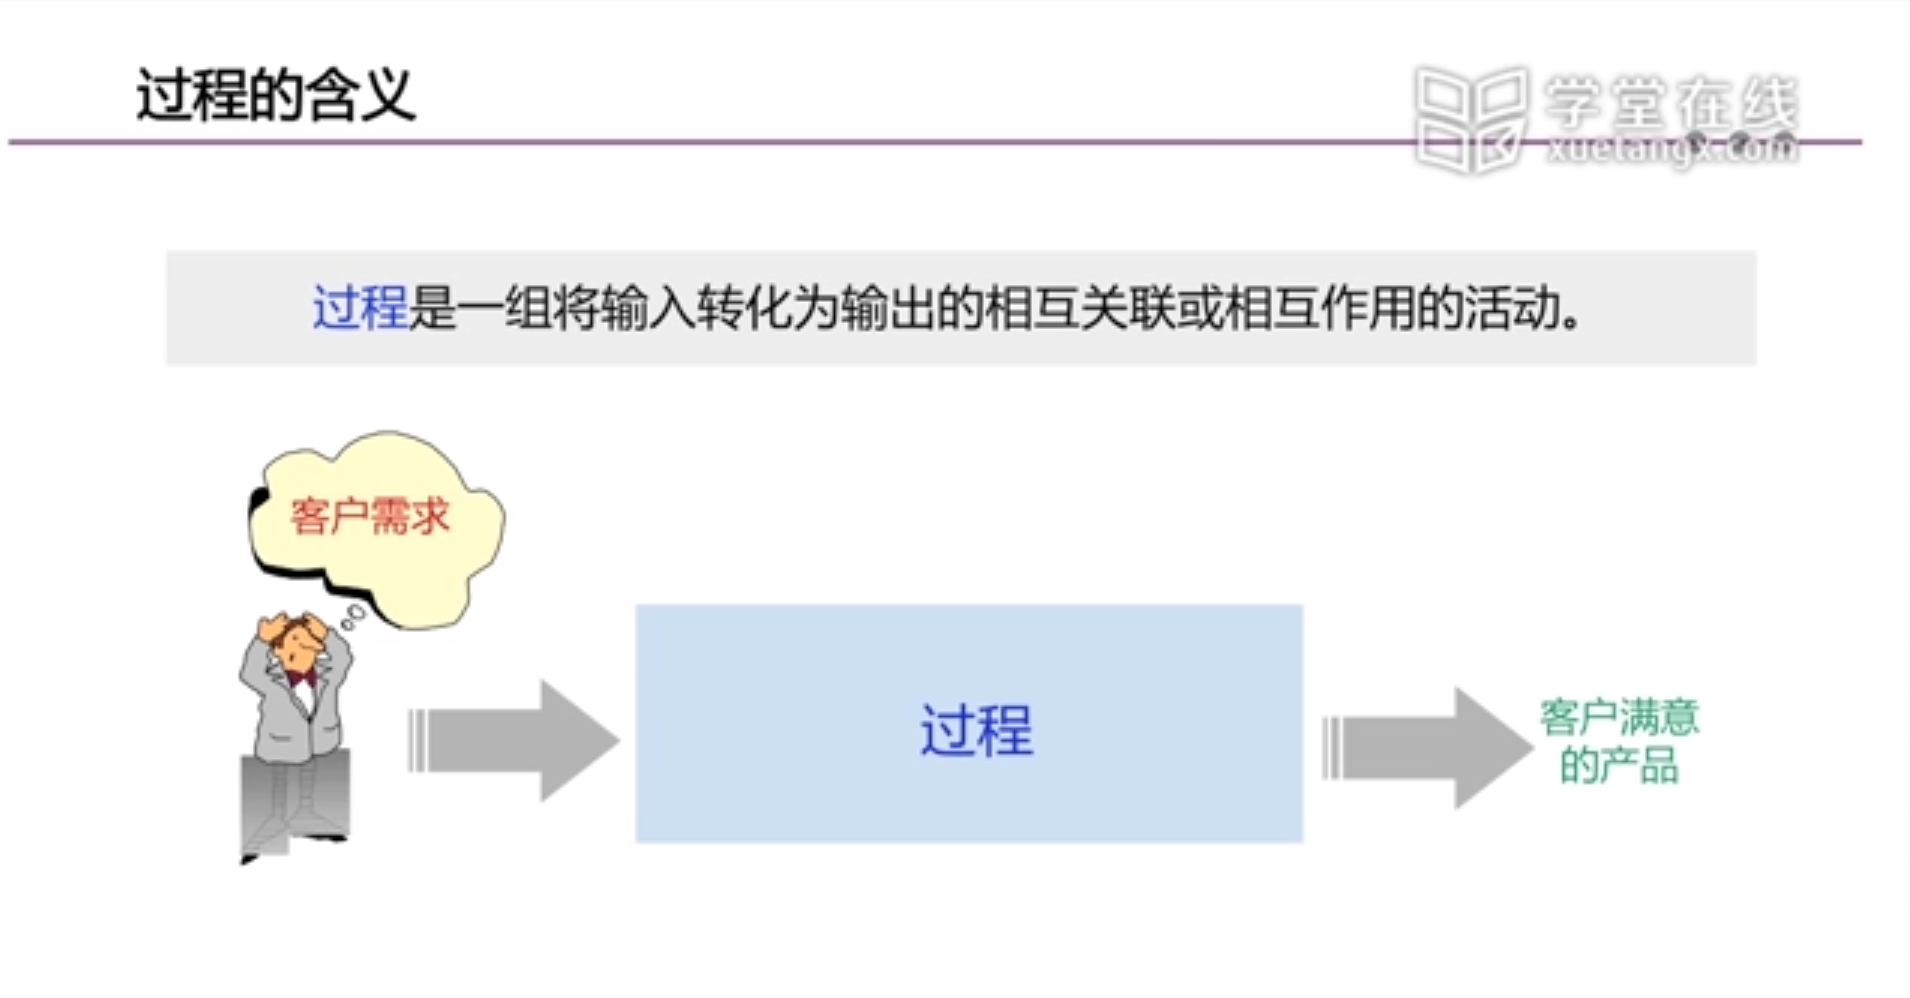 过程的含义
学堂在线
xuetangx.com
过程是一组将输入转化为输出的相互关联或相互作用的活动。
客户需求
过程
客户满意
的产品